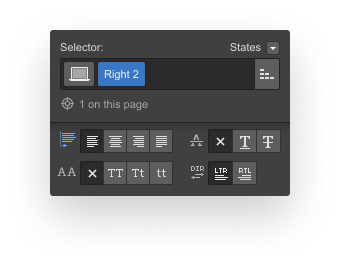 Selector: States
Right 2
1 on this page
T T
AA TT Tt tt DIR LTR RTL